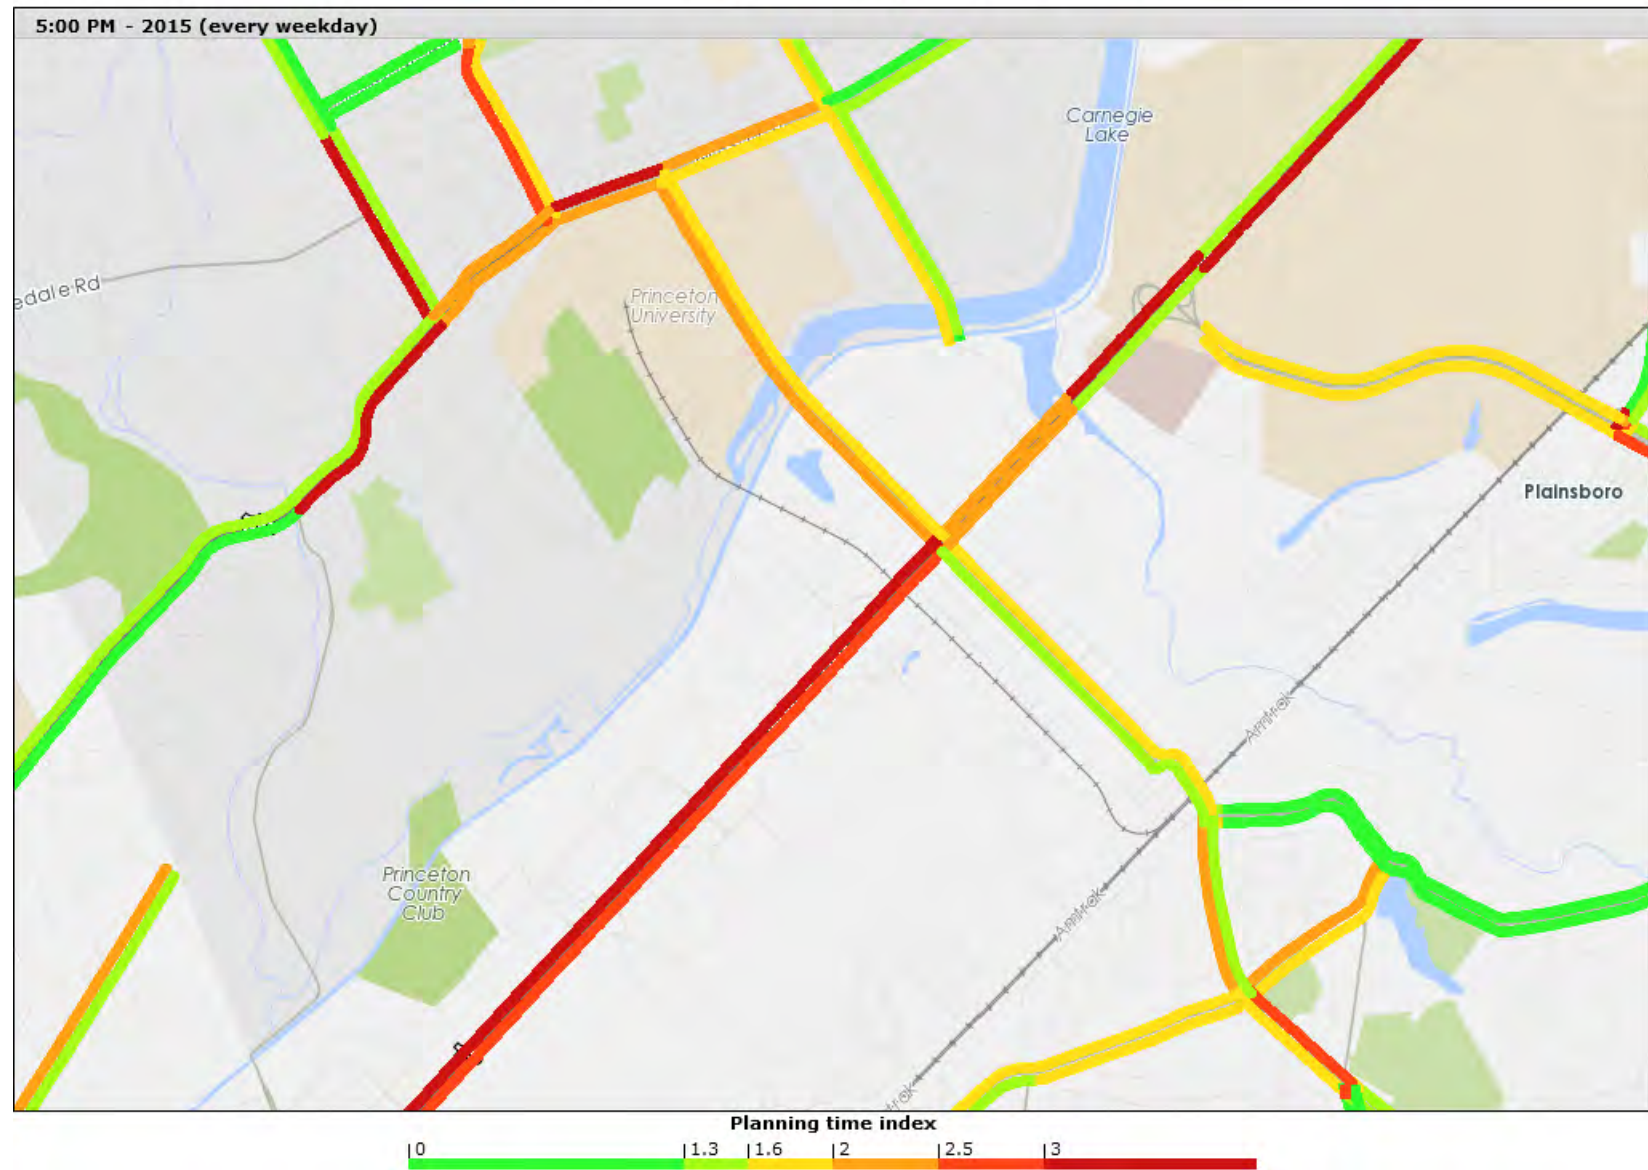 5:00 PM - 2015 (every weekday)
Carnegie
Lake
edale Rd
Princeton
University
Plainsboro
Amtrak
Princeton
Country
Club
Amtrak
trak
Planning time index
0 1.3 1.6 2 2.5 3